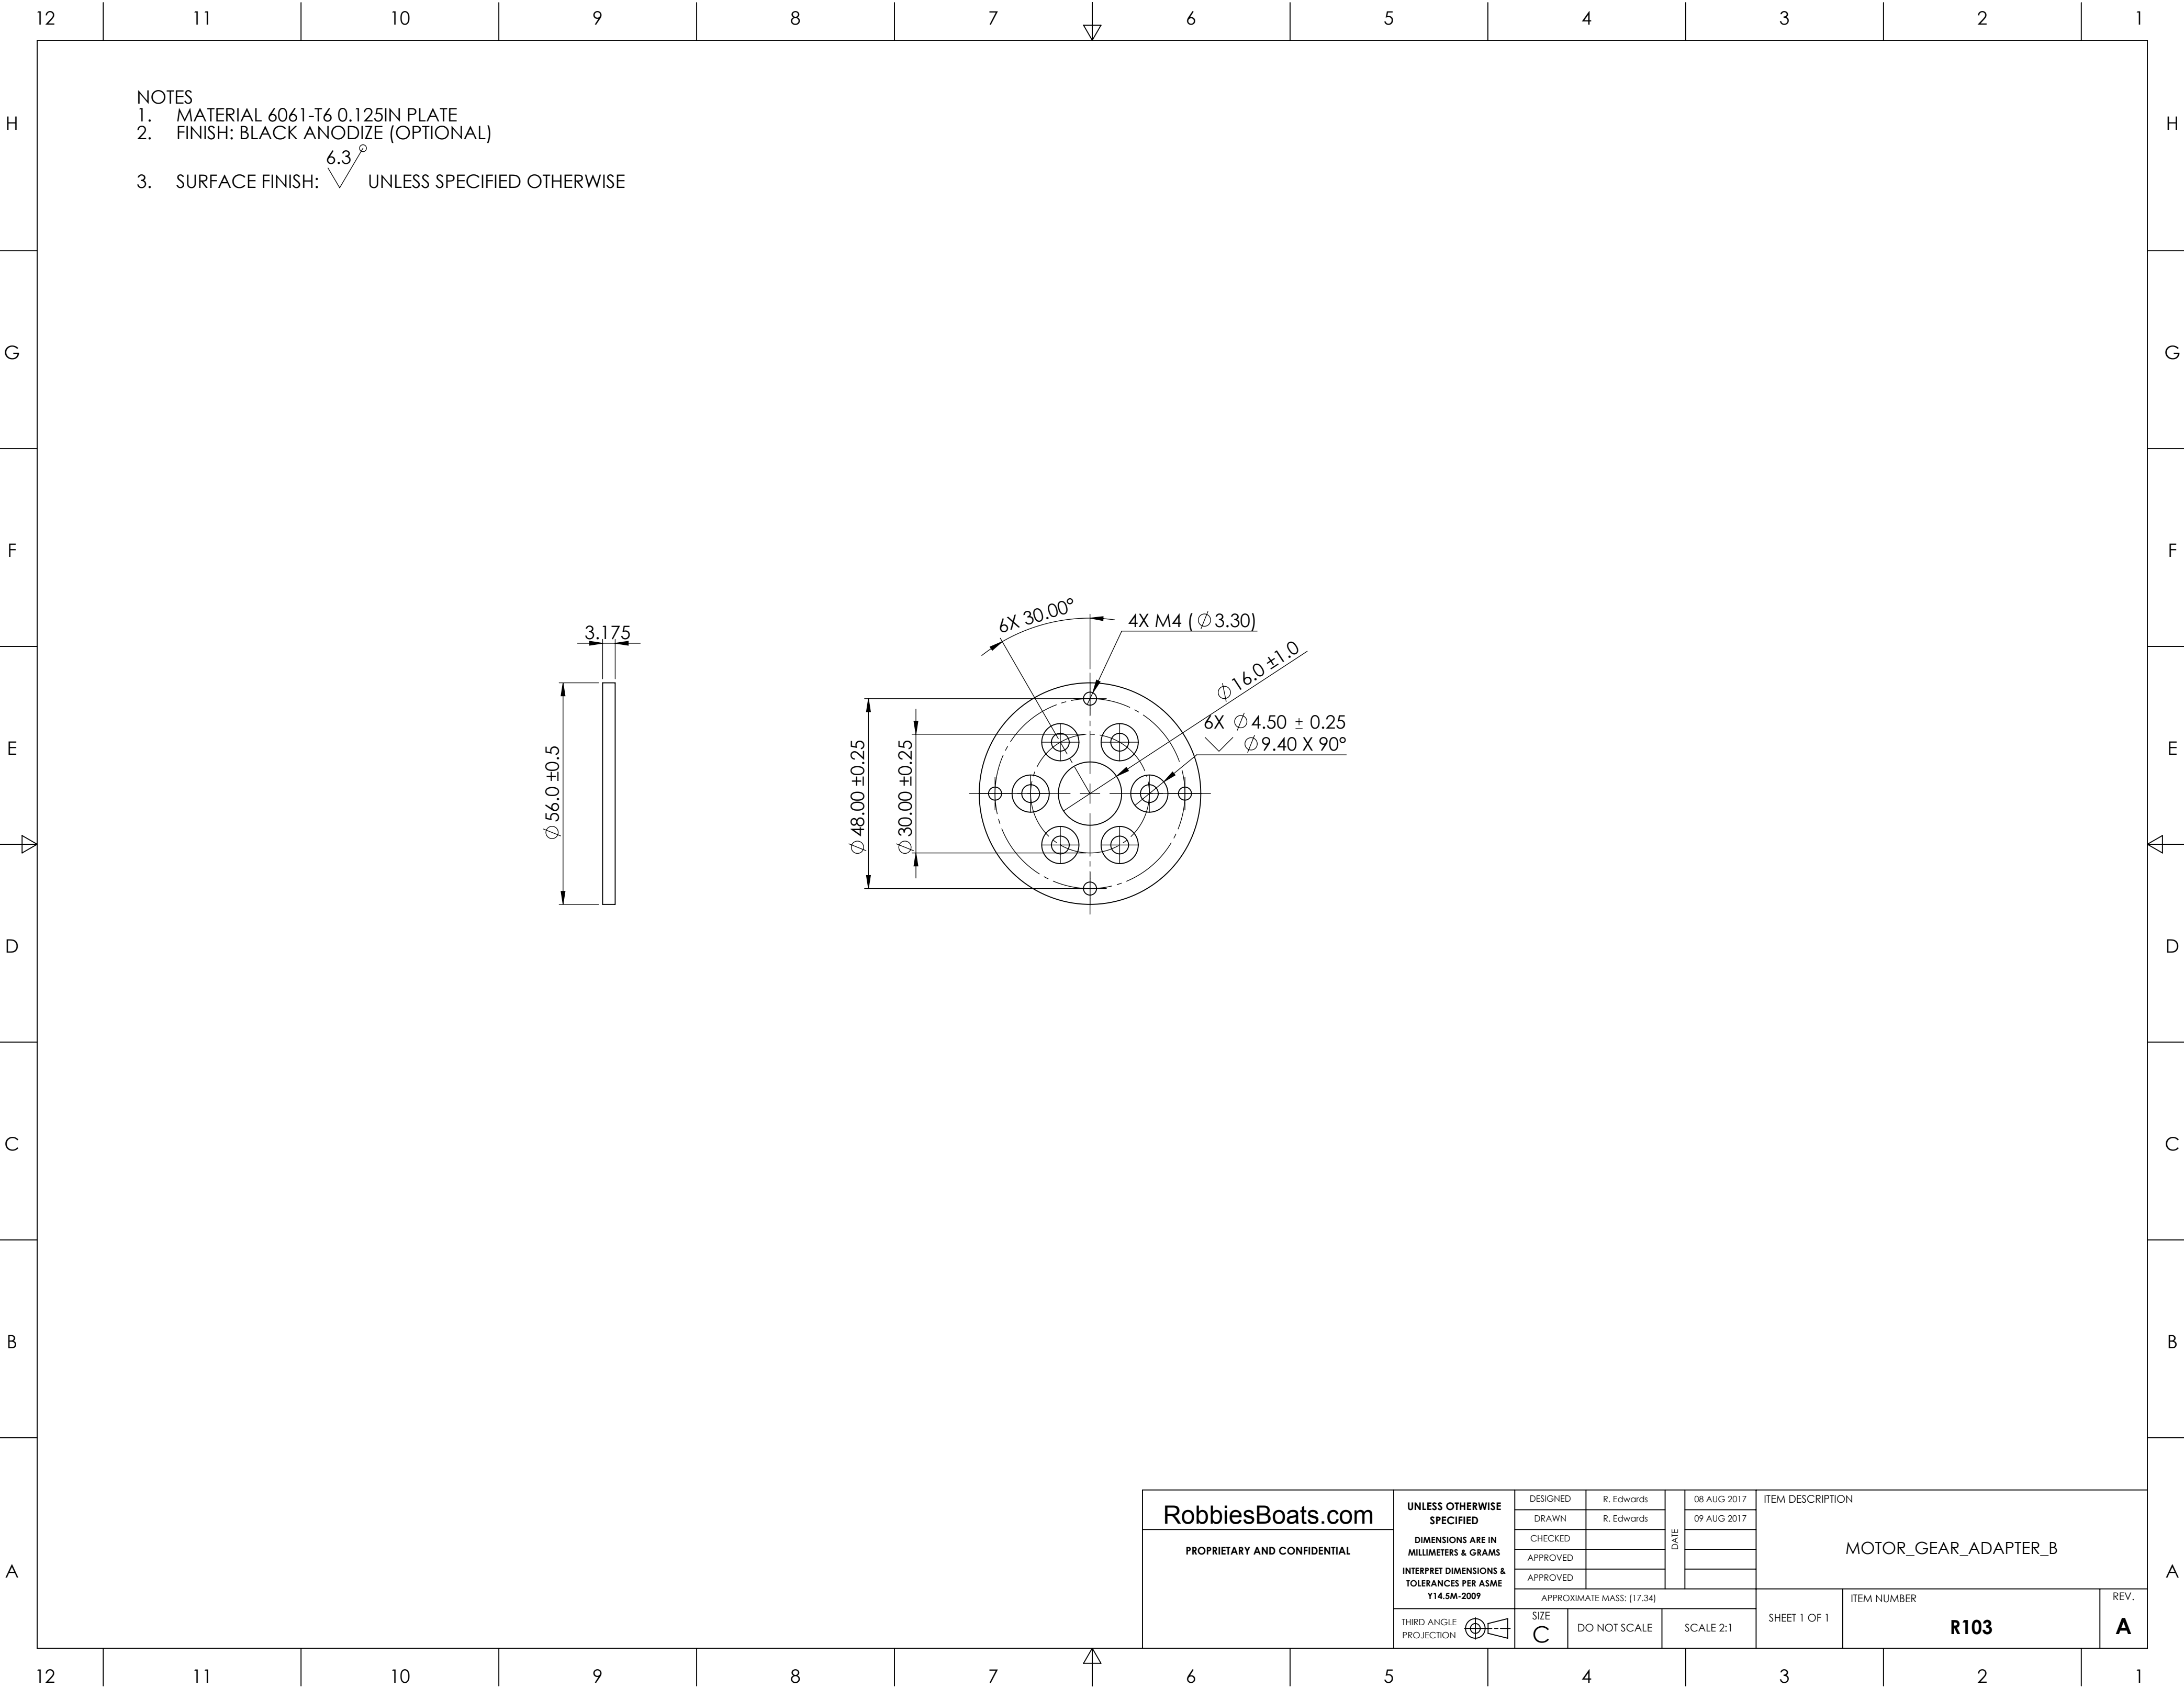 12 11 10 9 8 7 6 5 4 3 2 1
H H
G G
F F
E E
D D
C C
B B
A A
NOTES
1. MATERIAL 6061-T6 0.125IN PLATE
2. FINISH: BLACK ANODIZE (OPTIONAL)
6.3
3. SURFACE FINISH: UNLESS SPECIFIED OTHERWISE
3.175
∅56.0 ±0.5
∅48.00 ±0.25
∅30.00 ±0.25
6X 30.00°
4X M4 (∅3.30)
∅16.0 ±1.0
6X ∅4.50 ± 0.25
∅9.40 X 90°
RobbiesBoats.com
PROPRIETARY AND CONFIDENTIAL
UNLESS OTHERWISE
SPECIFIED
DIMENSIONS ARE IN
MILLIMETERS & GRAMS
INTERPRET DIMENSIONS &
TOLERANCES PER ASME
Y14.5M-2009
THIRD ANGLE
PROJECTION
DESIGNED R. Edwards 08 AUG 2017
DRAWN R. Edwards 09 AUG 2017
CHECKED
APPROVED
APPROVED
DATE
APPROXIMATE MASS: (17.34)
SIZE
C
DO NOT SCALE
SCALE 2:1
SHEET 1 OF 1
ITEM DESCRIPTION
MOTOR_GEAR_ADAPTER_B
ITEM NUMBER
R103
REV.
A
12 11 10 9 8 7 6 5 4 3 2 1